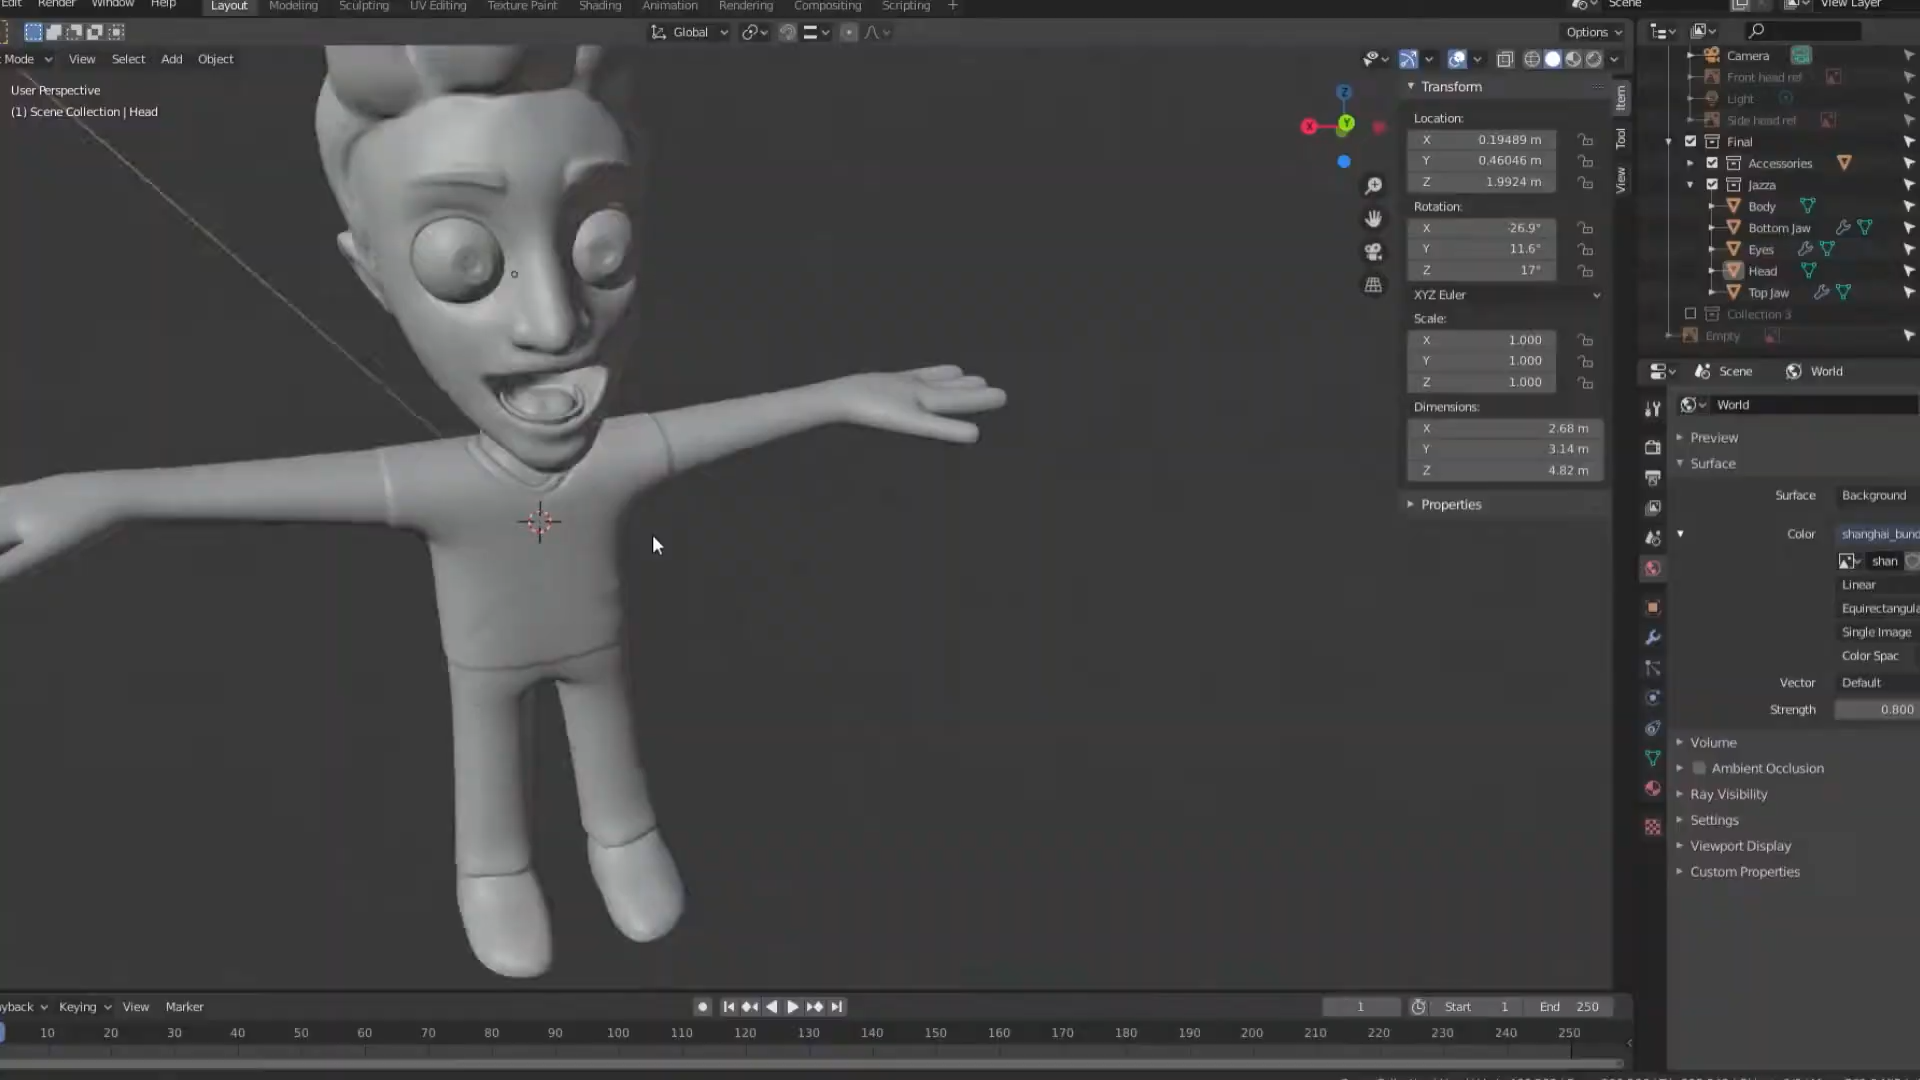 Edit Render Window Help Layout Modeling Sculpting UV Editing Texture Paint Shading Animation Rendering Compositing Scripting + Scene View Layer
Global Options
Mode View Select Add Object
User Perspective
(1) Scene Collection | Head
Z
X Y
Transform
Location:
X 0.19489 m
Y 0.46046 m
Z 1.9924 m
Rotation:
X -26.9°
Y 11.6°
Z 17°
XYZ Euler
Scale:
X 1.000
Y 1.000
Z 1.000
Dimensions:
X 2.68 m
Y 3.14 m
Z 4.82 m
Properties
Item
Tool
View
Camera
Front head ref
Light
Side head ref
Final
Accessories
Jazza
Body
Bottom Jaw
Eyes
Head
Top Jaw
Collection 3
Empty
Scene World
World
Preview
Surface
Surface Background
Color shanghai_bund
shan
Linear
Equirectangula
Single Image
Color Spac
Vector Default
Strength 0.800
Volume
Ambient Occlusion
Ray Visibility
Settings
Viewport Display
Custom Properties
yback Keying View Marker 1 Start 1 End 250
10 20 30 40 50 60 70 80 90 100 110 120 130 140 150 160 170 180 190 200 210 220 230 240 250